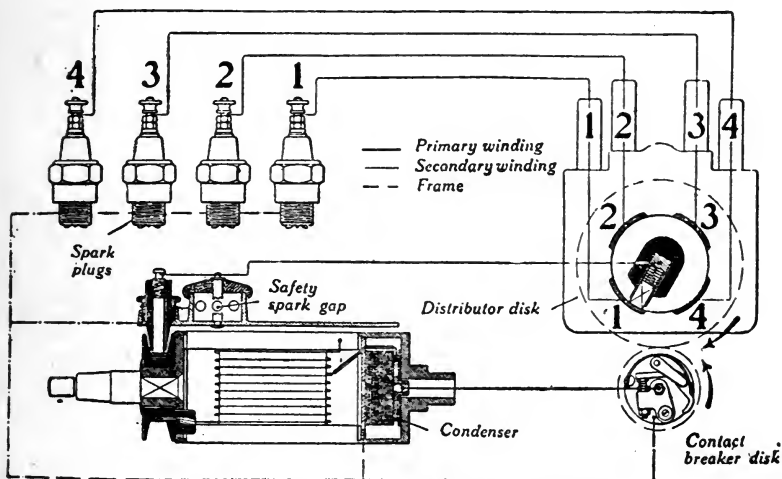 4 3 2 1
1 2 3 4
Primary winding
Secondary winding
Frame
2 3
1 4
Spark
plugs
Safety
spark gap
Distributor disk
Condenser
Contact
breaker disk